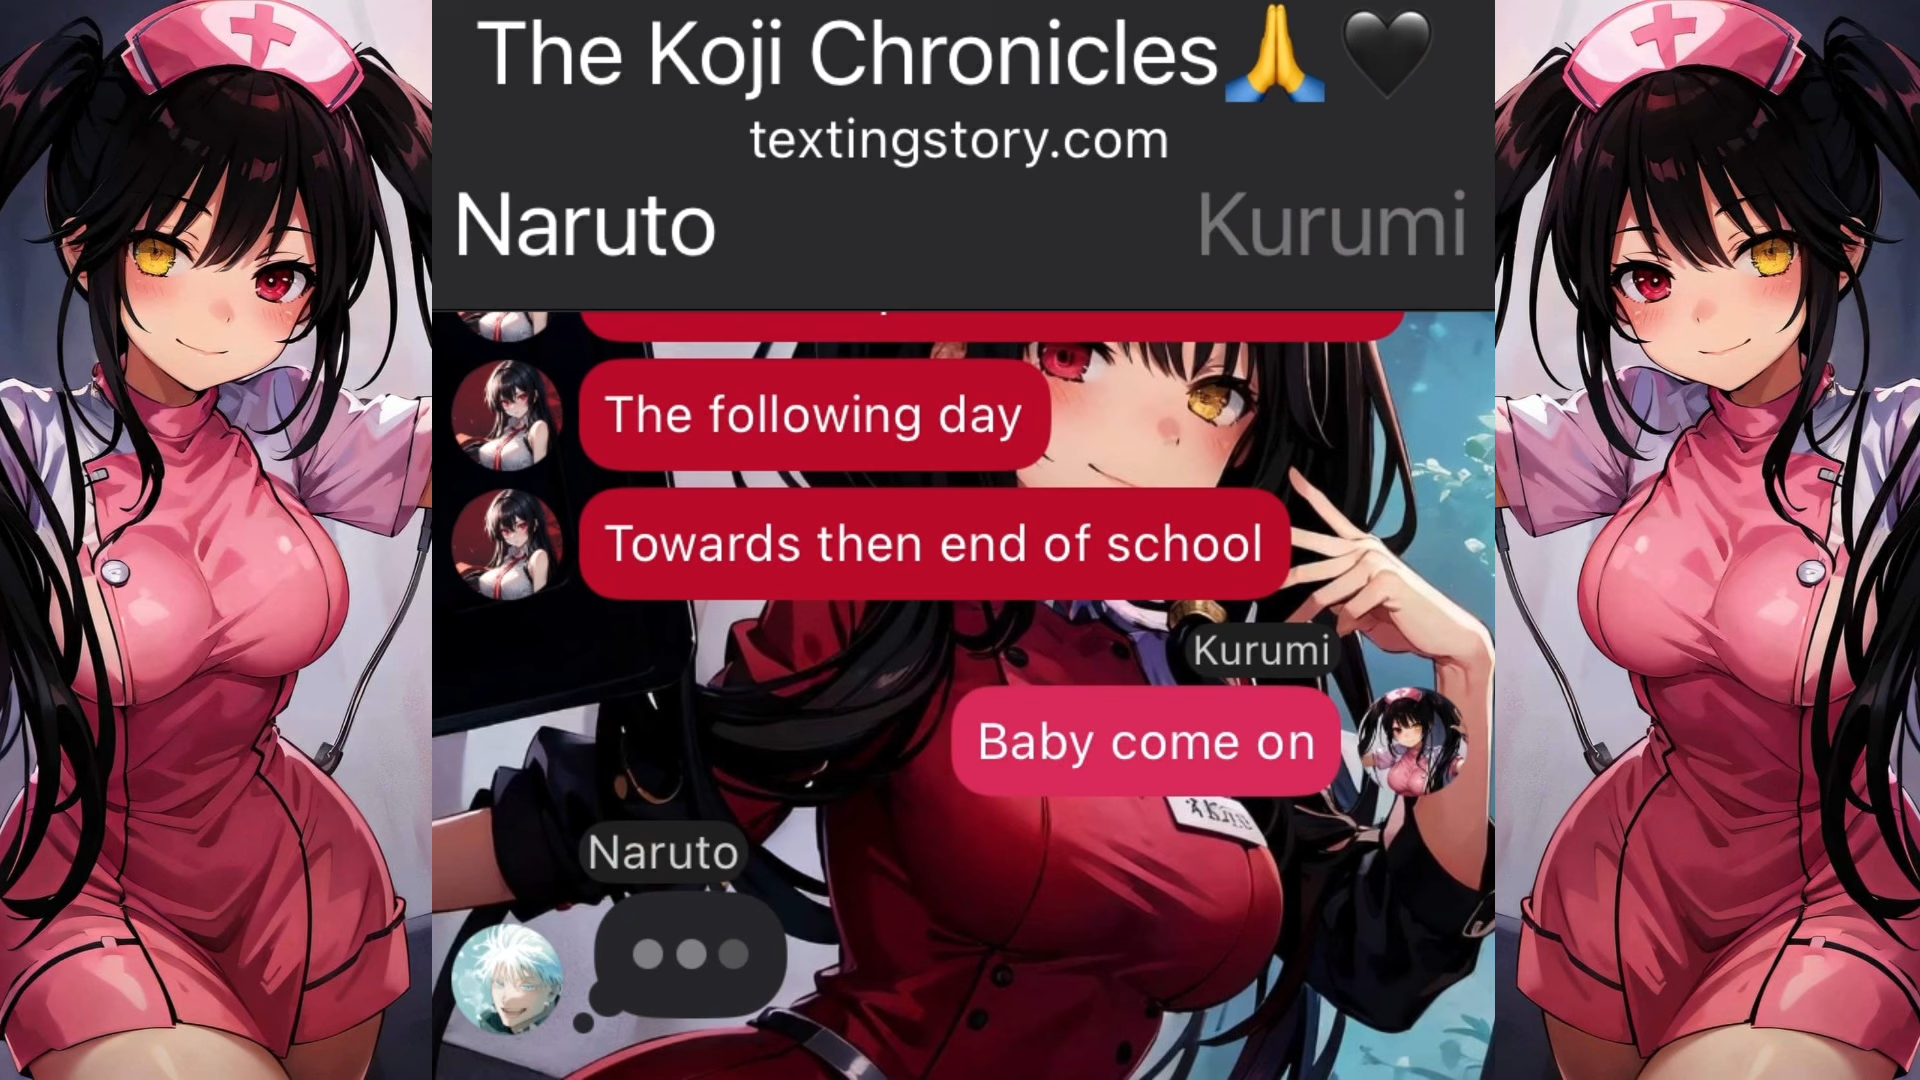 The Koji Chronicles🙏🖤
textingstory.com
Naruto
Kurumi
The following day
Towards then end of school
Kurumi
Baby come on
Naruto